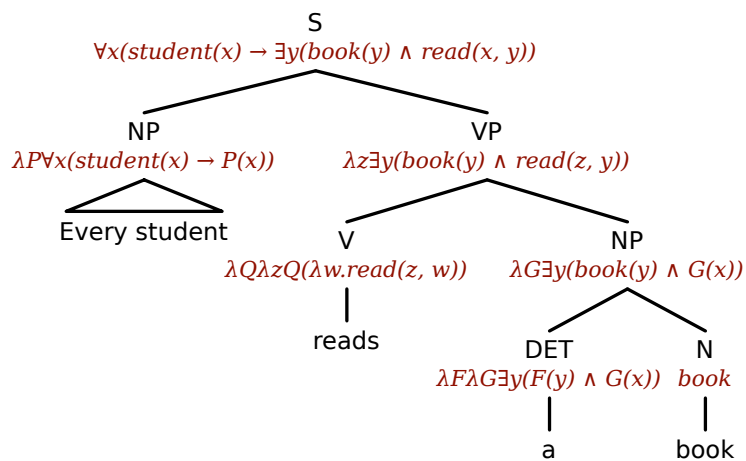 S
∀x(student(x) → ∃y(book(y) ∧ read(x, y))
NP VP
λP∀x(student(x) → P(x)) λz∃y(book(y) ∧ read(z, y))
Every student V NP
λQλzQ(λw.read(z, w)) λG∃y(book(y) ∧ G(x))
reads DET N
λFλG∃y(F(y) ∧ G(x)) book
a book